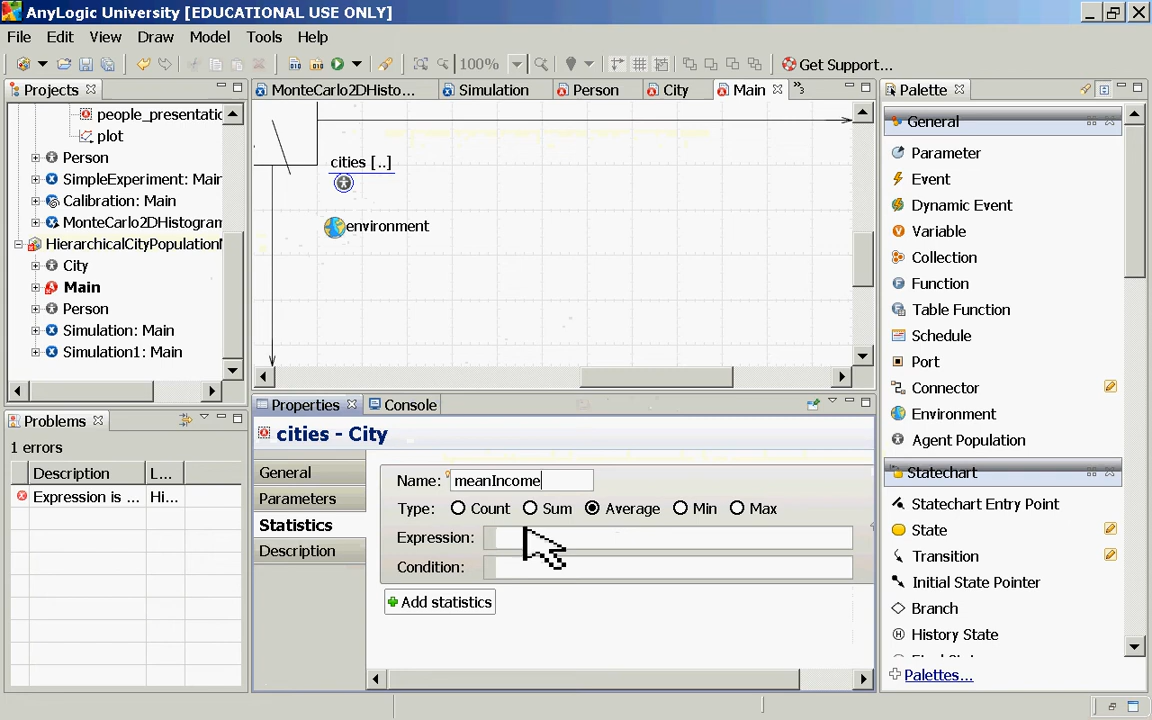 AnyLogic University [EDUCATIONAL USE ONLY]
File Edit View Draw Model Tools Help
100% Get Support...
Projects
people_presentatio
plot
Person
SimpleExperiment: Main
Calibration: Main
MonteCarlo2DHistogram
HierarchicalCityPopulation
City
Main
Person
Simulation: Main
Simulation1: Main
Problems
1 errors
Description L...
Expression is ... Hi...
MonteCarlo2DHisto... Simulation Person City Main »3
cities [..]
environment
Properties Console
cities - City
General
Parameters
Statistics
Description
Name: meanIncome
Type: Count Sum Average Min Max
Expression:
Condition:
Add statistics
Palette
General
Parameter
Event
Dynamic Event
Variable
Collection
Function
Table Function
Schedule
Port
Connector
Environment
Agent Population
Statechart
Statechart Entry Point
State
Transition
Initial State Pointer
Branch
History State
Palettes...